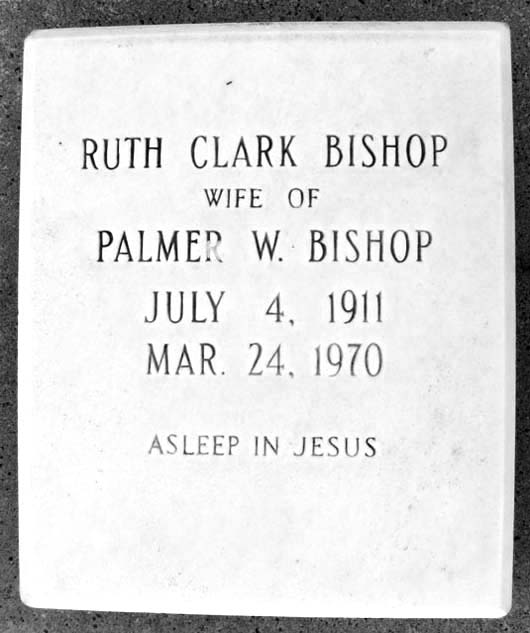 RUTH CLARK BISHOP
WIFE OF
PALMER W. BISHOP
JULY 4, 1911
MAR. 24, 1970
ASLEEP IN JESUS